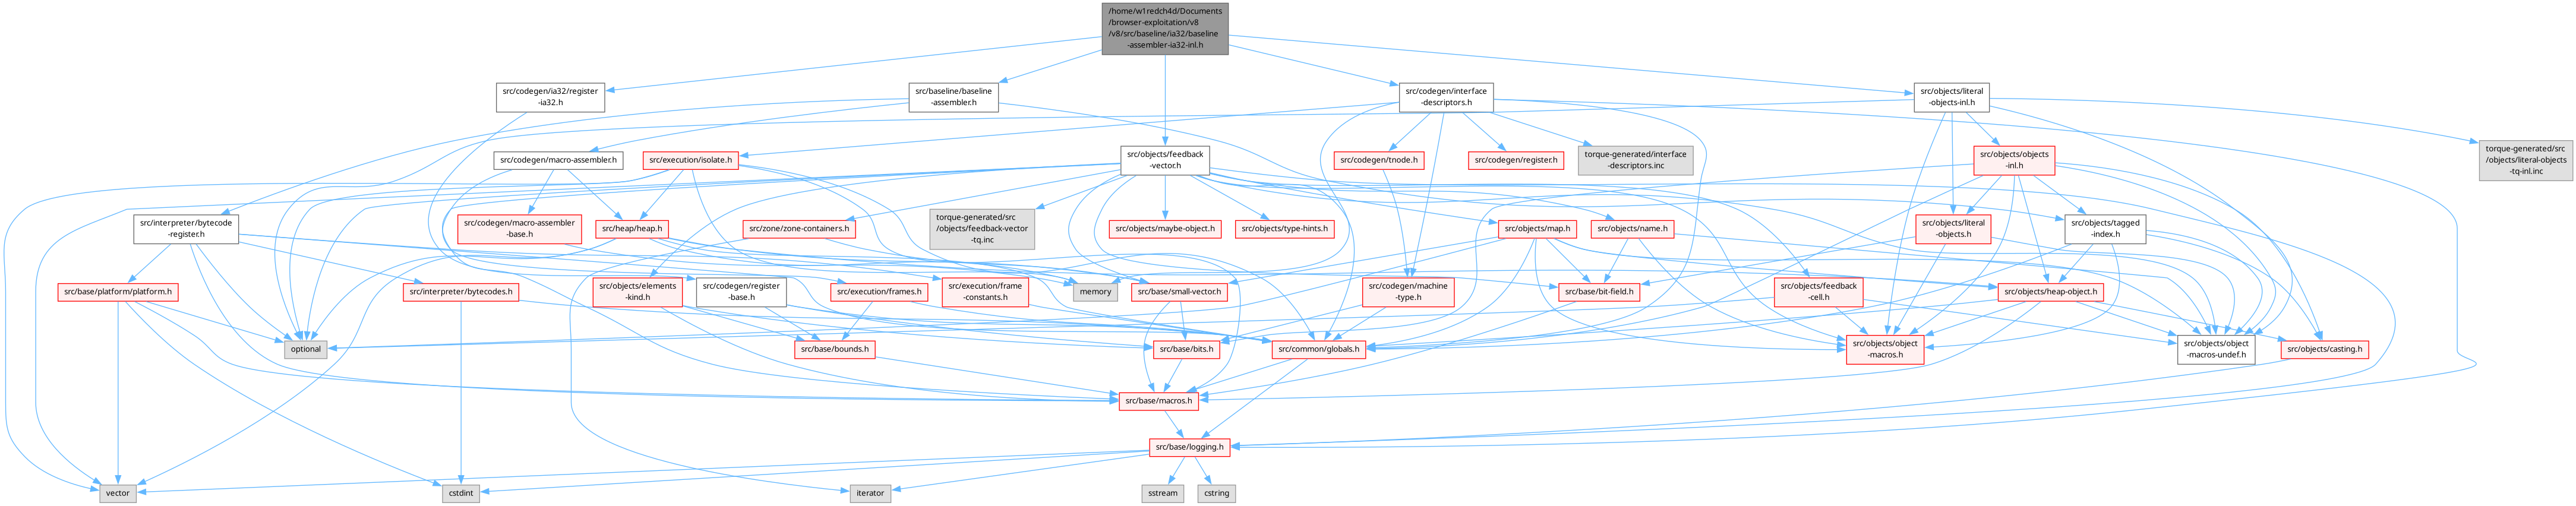 /home/w1redch4d/Documents
/browser-exploitation/v8
/v8/src/baseline/ia32/baseline
-assembler-ia32-inl.h
src/codegen/ia32/register
-ia32.h
src/baseline/baseline
-assembler.h
src/codegen/interface
-descriptors.h
src/objects/literal
-objects-inl.h
src/codegen/macro-assembler.h
src/execution/isolate.h
src/objects/feedback
-vector.h
src/codegen/tnode.h
src/codegen/register.h
torque-generated/interface
-descriptors.inc
src/objects/objects
-inl.h
torque-generated/src
/objects/literal-objects
-tq-inl.inc
src/interpreter/bytecode
-register.h
src/codegen/macro-assembler
-base.h
src/heap/heap.h
src/zone/zone-containers.h
torque-generated/src
/objects/feedback-vector
-tq.inc
src/objects/maybe-object.h
src/objects/type-hints.h
src/objects/map.h
src/objects/name.h
src/objects/literal
-objects.h
src/objects/tagged
-index.h
src/base/platform/platform.h
src/interpreter/bytecodes.h
src/objects/elements
-kind.h
src/codegen/register
-base.h
src/execution/frames.h
src/execution/frame
-constants.h
memory
src/base/small-vector.h
src/codegen/machine
-type.h
src/base/bit-field.h
src/objects/feedback
-cell.h
src/objects/heap-object.h
optional
src/base/bounds.h
src/base/bits.h
src/common/globals.h
src/objects/object
-macros.h
src/objects/object
-macros-undef.h
src/objects/casting.h
src/base/macros.h
src/base/logging.h
vector
cstdint
iterator
sstream
cstring